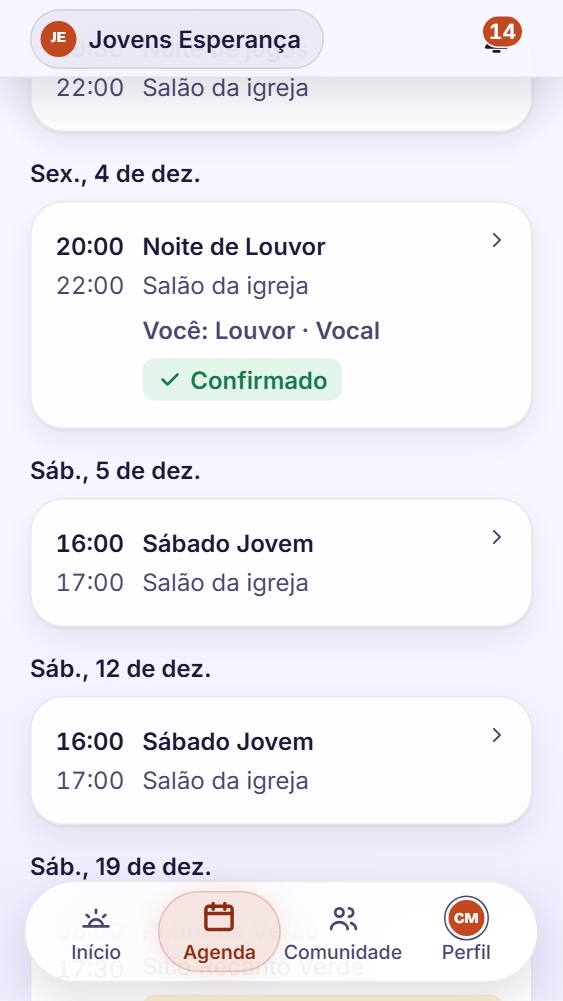 JE Jovens Esperança
14
22:00 Salão da igreja
Sex., 4 de dez.
20:00 Noite de Louvor
22:00 Salão da igreja
Você: Louvor · Vocal
Confirmado
Sáb., 5 de dez.
16:00 Sábado Jovem
17:00 Salão da igreja
Sáb., 12 de dez.
16:00 Sábado Jovem
17:00 Salão da igreja
Sáb., 19 de dez.
Início Agenda Comunidade CM Perfil
17:30 Sítio Recanto Verde